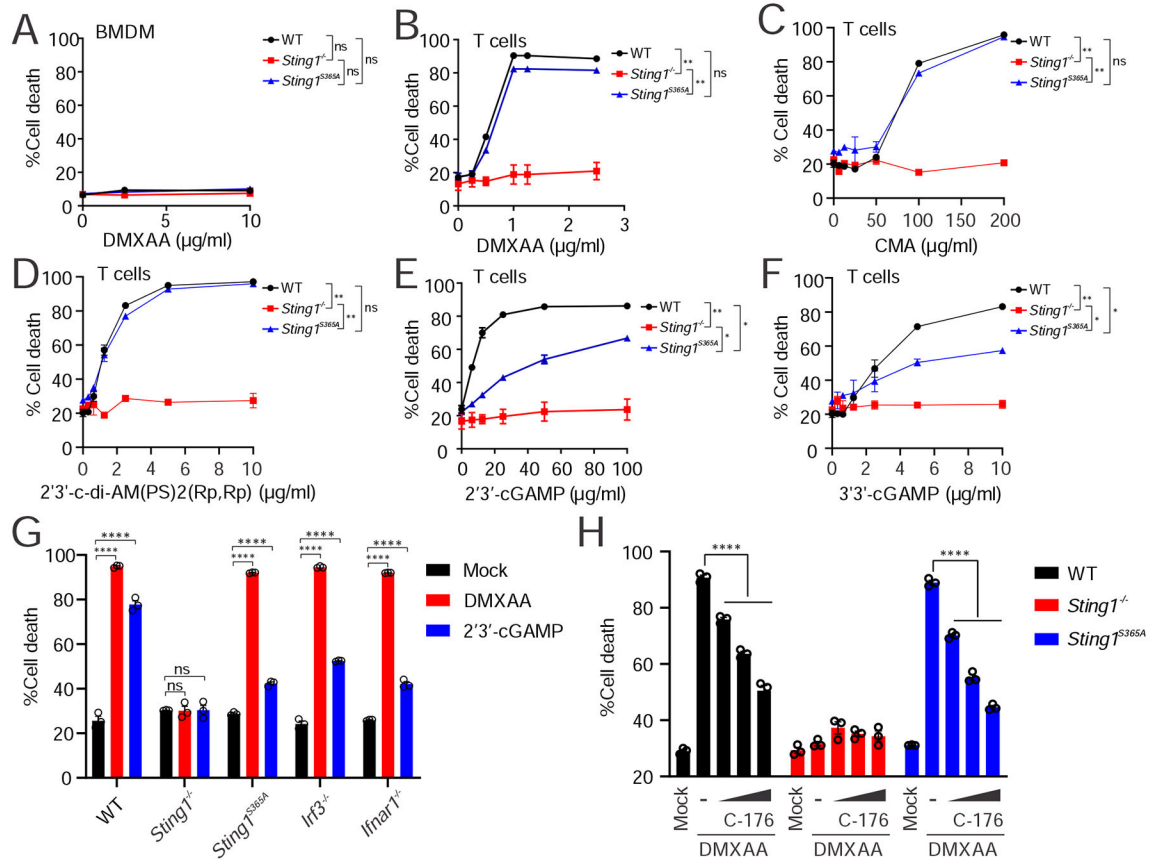 A
BMDM
%Cell death
100
80
60
40
20
0
0
5
10
DMXAA (µg/ml)
WT
Sting1-/-
Sting1S365A
ns
ns
ns
B
T cells
%Cell death
100
80
60
40
20
0
0
1
2
3
DMXAA (µg/ml)
WT
Sting1-/-
Sting1S365A
**
**
ns
C
T cells
% Cell death
100
80
60
40
20
0
0
50
100
150
200
CMA (µg/ml)
WT
Sting1-/-
Sting1S365A
**
**
ns
D
T cells
% Cell death
100
80
60
40
20
0
0
2
4
6
8
10
2'3'-c-di-AM(PS)2(Rp,Rp) (µg/ml)
WT
Sting1-/-
Sting1S365A
**
**
ns
E
T cells
% Cell death
100
80
60
40
20
0
0
20
40
60
80
100
2'3'-cGAMP (µg/ml)
WT
Sting1-/-
Sting1S365A
**
*
*
F
T cells
% Cell death
100
80
60
40
20
0
0
2
4
6
8
10
3'3'-cGAMP (µg/ml)
WT
Sting1-/-
Sting1S365A
**
*
*
G
%Cell death
100
80
60
40
20
0
****
****
ns
ns
****
****
****
****
****
****
WT
Sting1-/-
Sting1S365A
Irf3-/-
Ifnar1-/-
Mock
DMXAA
2'3'-cGAMP
H
%Cell death
100
80
60
40
20
****
****
Mock
-
C-176
DMXAA
Mock
-
C-176
DMXAA
Mock
-
C-176
DMXAA
WT
Sting1-/-
Sting1S365A